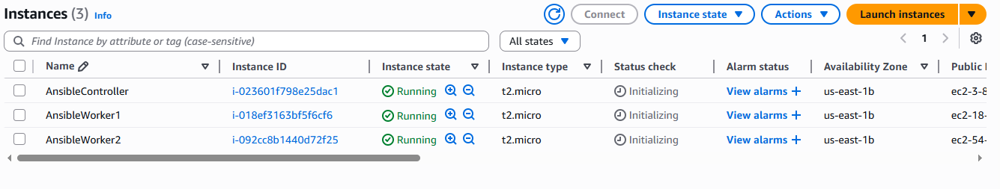 Instances (3) Info
Connect Instance state Actions Launch instances
Find Instance by attribute or tag (case-sensitive) All states 1
Name Instance ID Instance state Instance type Status check Alarm status Availability Zone Public
AnsibleController i-023601f798e25dac1 Running t2.micro Initializing View alarms + us-east-1b ec2-3-8
AnsibleWorker1 i-018ef3163bf5f6cf6 Running t2.micro Initializing View alarms + us-east-1b ec2-18-
AnsibleWorker2 i-092cc8b1440d72f25 Running t2.micro Initializing View alarms + us-east-1b ec2-54-